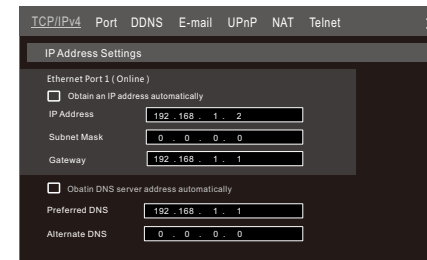 TCP/IPv4 Port DDNS E-mail UPnP NAT Telnet
IP Address Settings
Ethernet Port 1 ( Online )
Obtain an IP address automatically
IP Address 192 . 168 . 1 . 2
Subnet Mask 0 . 0 . 0 . 0
Gateway 192 . 168 . 1 . 1
Obatin DNS server address automatically
Preferred DNS 192 . 168 . 1 . 1
Alternate DNS 0 . 0 . 0 . 0